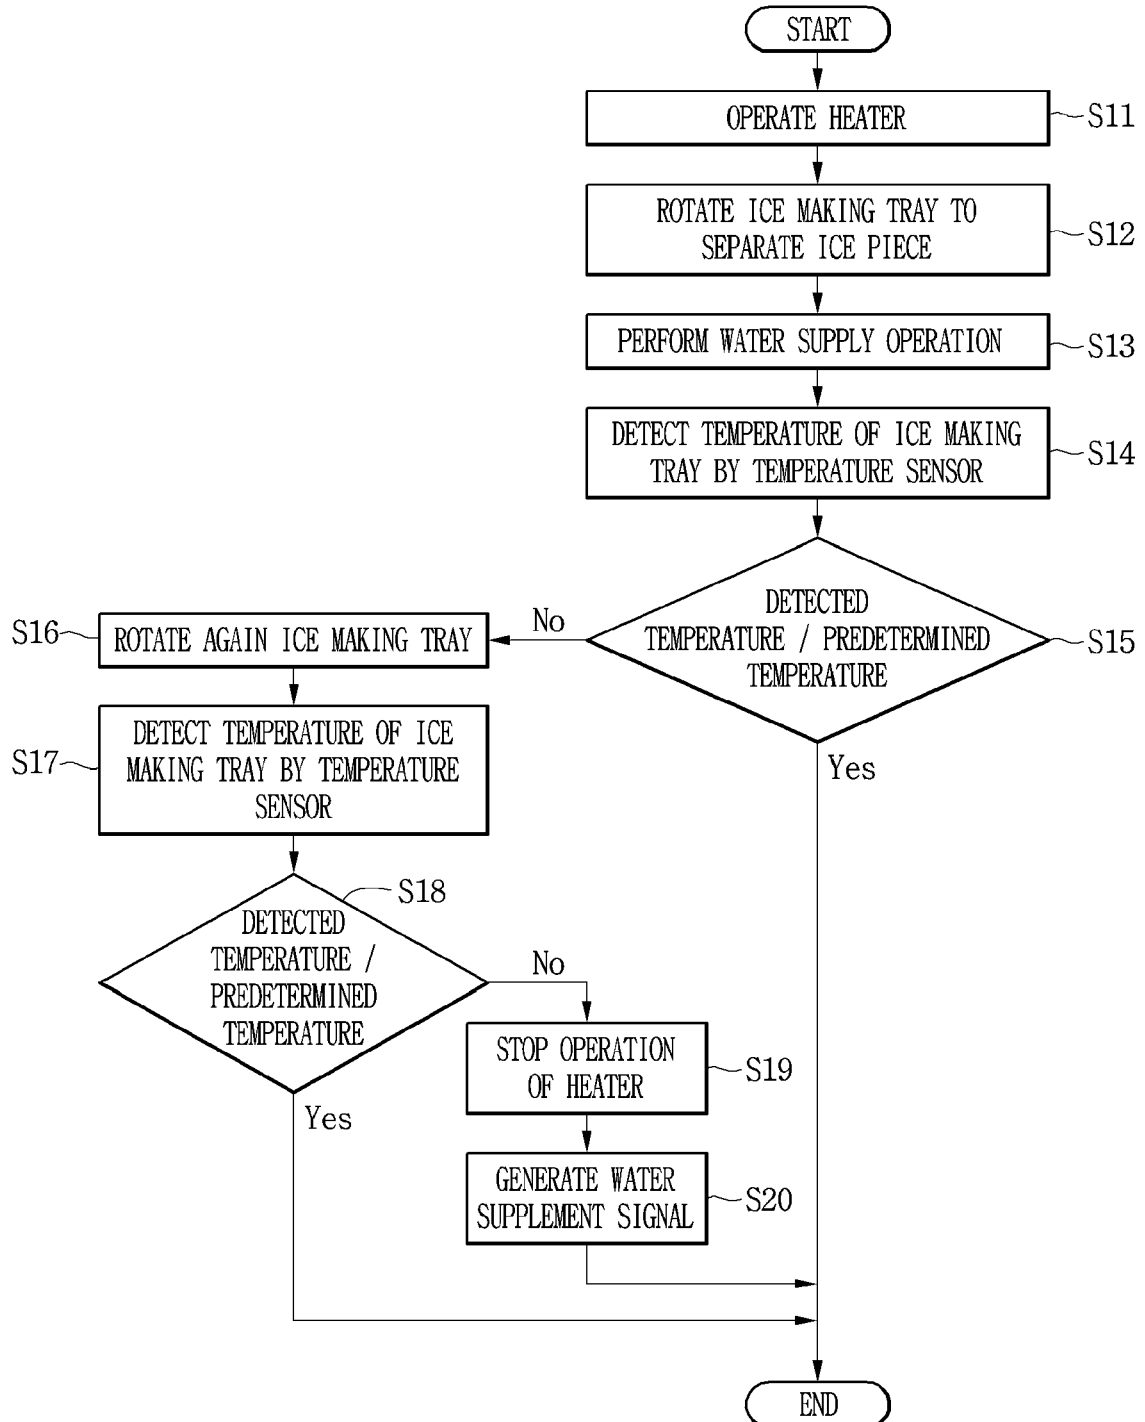 START
OPERATE HEATER
S11
ROTATE ICE MAKING TRAY TO
SEPARATE ICE PIECE
S12
PERFORM WATER SUPPLY OPERATION
S13
DETECT TEMPERATURE OF ICE MAKING
TRAY BY TEMPERATURE SENSOR
S14
DETECTED
TEMPERATURE / PREDETERMINED
TEMPERATURE
S15
No
Yes
S16
ROTATE AGAIN ICE MAKING TRAY
S17
DETECT TEMPERATURE OF ICE
MAKING TRAY BY TEMPERATURE
SENSOR
S18
DETECTED
TEMPERATURE /
PREDETERMINED
TEMPERATURE
No
Yes
STOP OPERATION
OF HEATER
S19
GENERATE WATER
SUPPLEMENT SIGNAL
S20
END